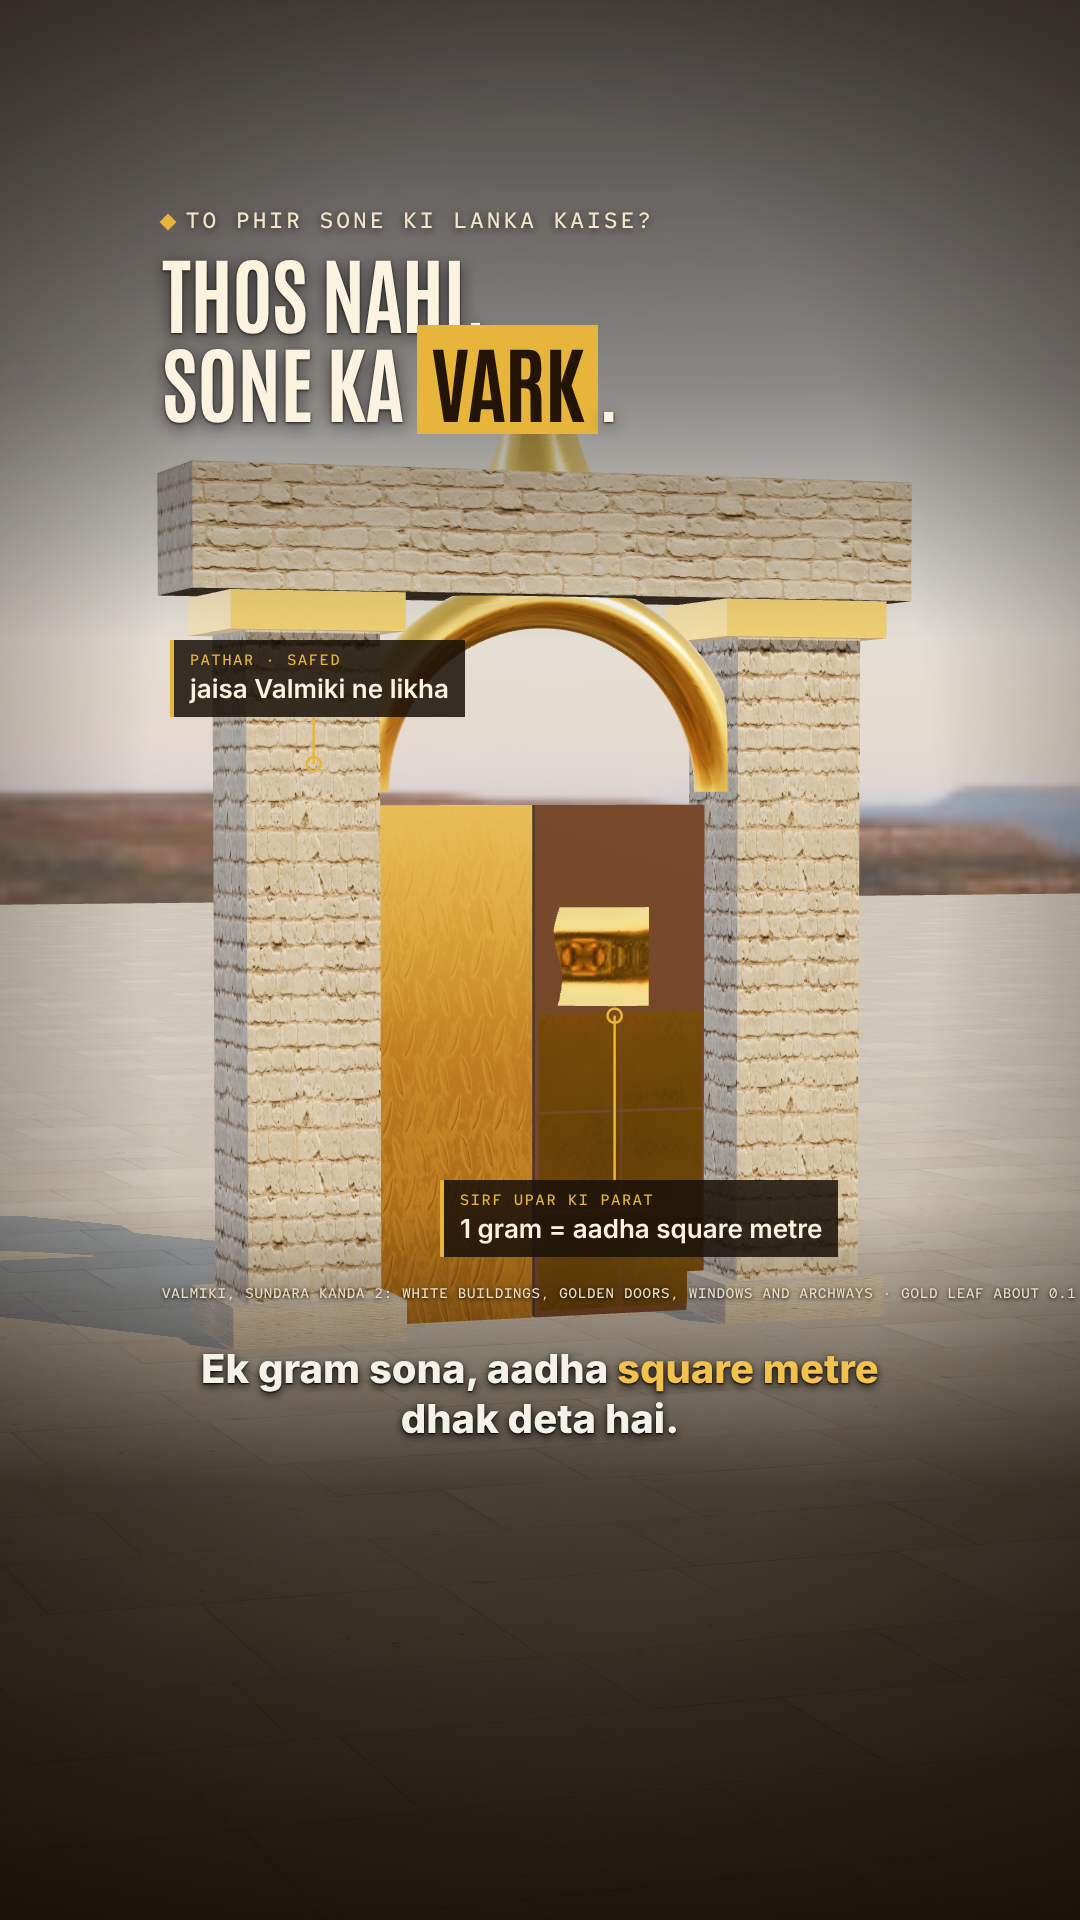 TO PHIR SONE KI LANKA KAISE?
THOS NAHI.
SONE KA VARK.
PATHAR · SAFED
jaisa Valmiki ne likha
SIRF UPAR KI PARAT
1 gram = aadha square metre
VALMIKI, SUNDARA KANDA 2: WHITE BUILDINGS, GOLDEN DOORS, WINDOWS AND ARCHWAYS · GOLD LEAF ABOUT 0.1
Ek gram sona, aadha square metre
dhak deta hai.